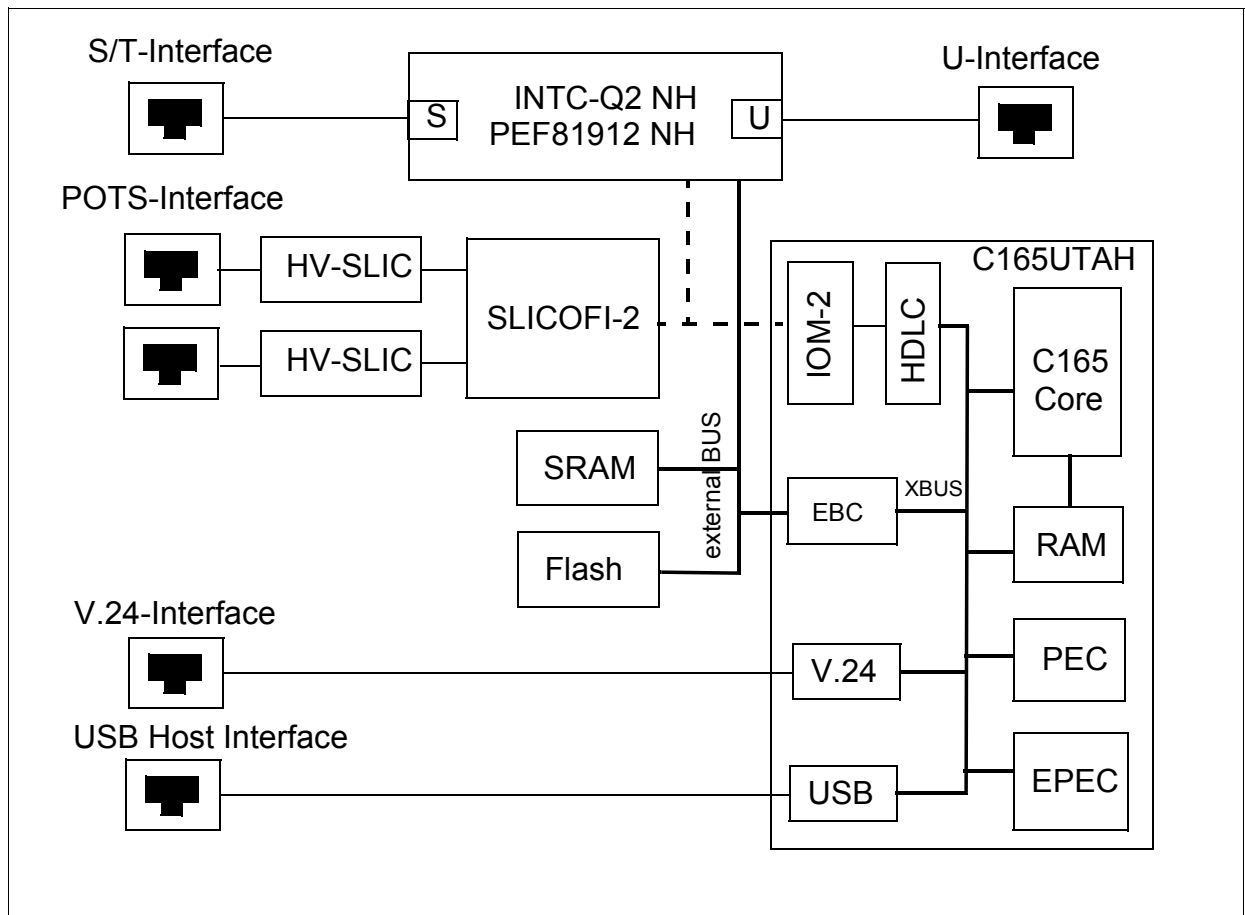 S/T-Interface
U-Interface
INTC-Q2 NH
PEF81912 NH
S
U
POTS-Interface
HV-SLIC
HV-SLIC
SLICOFI-2
C165UTAH
IOM-2
HDLC
C165
Core
SRAM
external BUS
EBC
XBUS
RAM
Flash
V.24-Interface
V.24
PEC
USB Host Interface
USB
EPEC